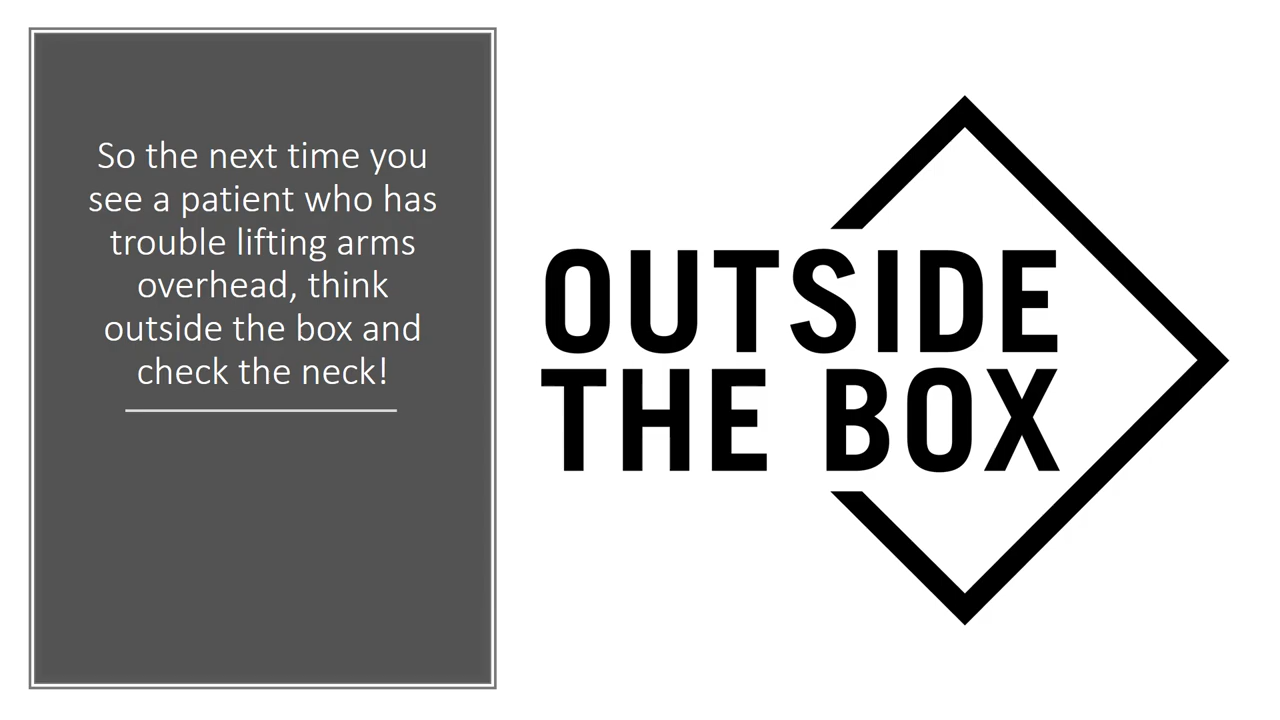 So the next time you
see a patient who has
trouble lifting arms
overhead, think
outside the box and
check the neck!
OUTSIDE
THE BOX